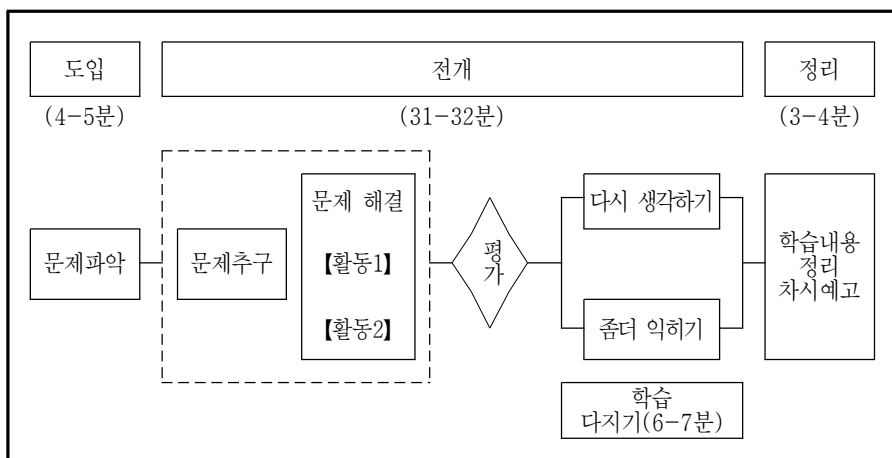 도입
전개
정리
(4-5분)
(31-32분)
(3-4분)
문제파악
문제추구
문제 해결
【활동1】
【활동2】
평
가
다시 생각하기
좀더 익히기
학습
다지기(6-7분)
학습내용
정리
차시예고